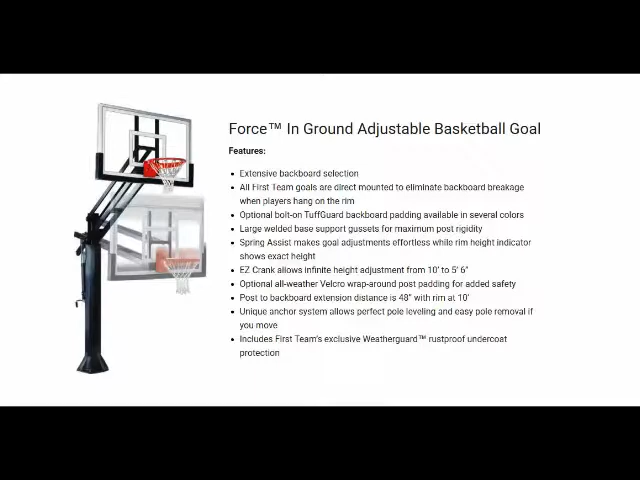 Force™ In Ground Adjustable Basketball Goal
Features:
• Extensive backboard selection
• All First Team goals are direct mounted to eliminate backboard breakage
when players hang on the rim
• Optional bolt-on TuffGuard backboard padding available in several colors
• Large welded base support gussets for maximum post rigidity
• Spring Assist makes goal adjustments effortless while rim height indicator
shows exact height
• EZ Crank allows infinite height adjustment from 10' to 5' 6"
• Optional all-weather Velcro wrap-around post padding for added safety
• Post to backboard extension distance is 48" with rim at 10'
• Unique anchor system allows perfect pole leveling and easy pole removal if
you move
• Includes First Team's exclusive Weatherguard™ rustproof undercoat
protection